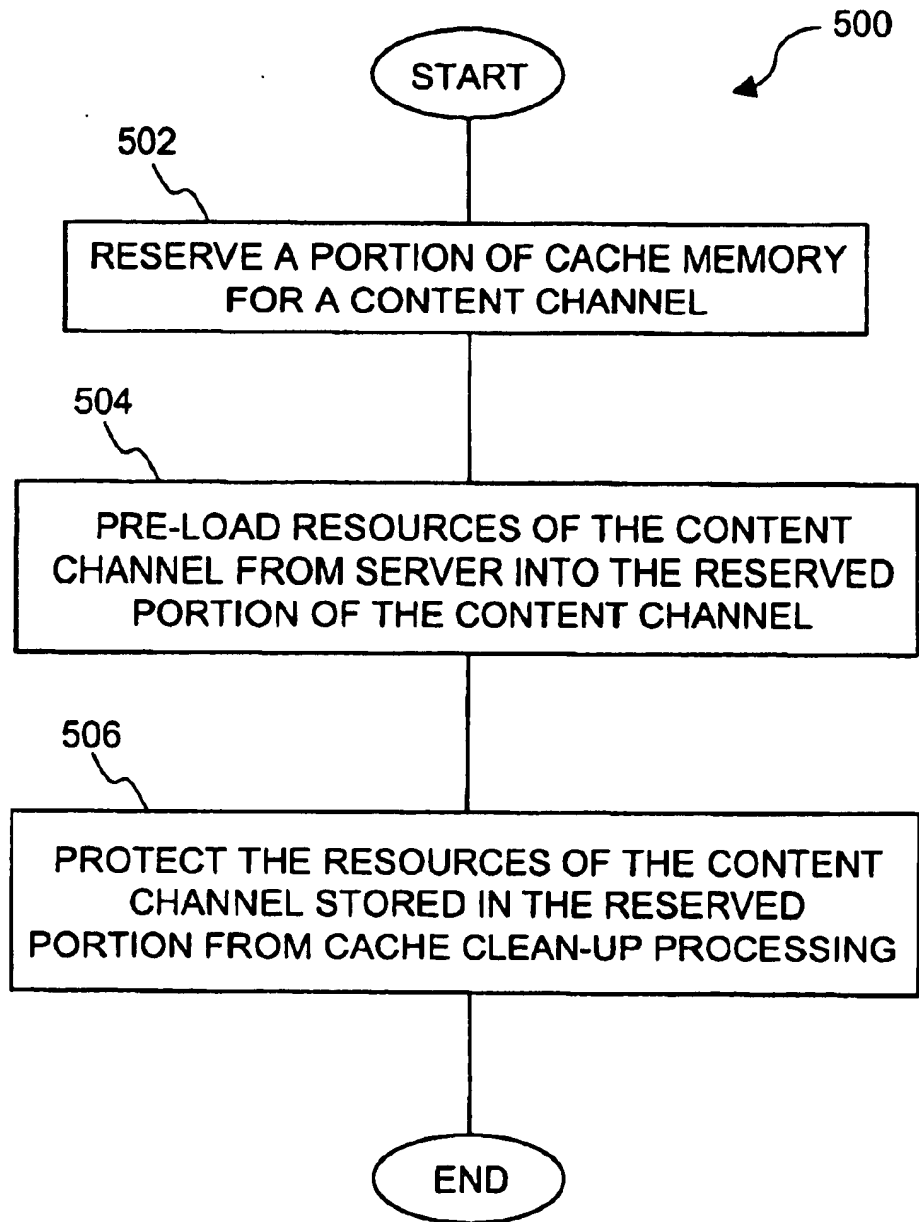 500
START
502
RESERVE A PORTION OF CACHE MEMORY
FOR A CONTENT CHANNEL
504
PRE-LOAD RESOURCES OF THE CONTENT
CHANNEL FROM SERVER INTO THE RESERVED
PORTION OF THE CONTENT CHANNEL
506
PROTECT THE RESOURCES OF THE CONTENT
CHANNEL STORED IN THE RESERVED
PORTION FROM CACHE CLEAN-UP PROCESSING
END